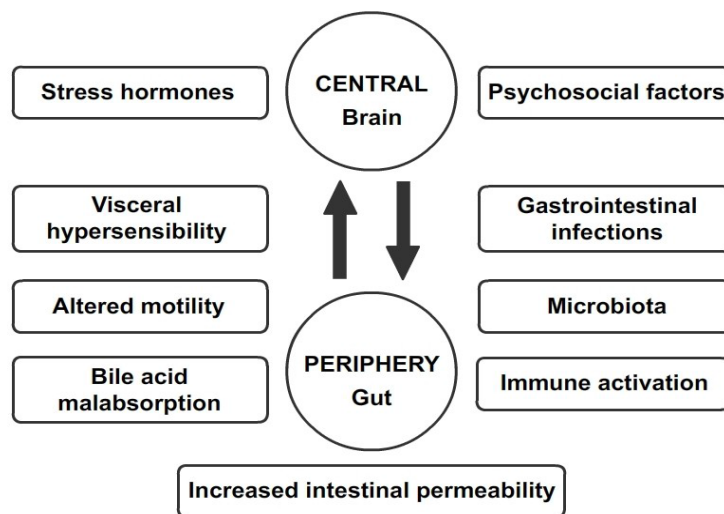 Stress hormones
CENTRAL
Brain
Psychosocial factors
Visceral
hypersensibility
Gastrointestinal
infections
Altered motility
Microbiota
Bile acid
malabsorption
PERIPHERY
Gut
Immune activation
Increased intestinal permeability